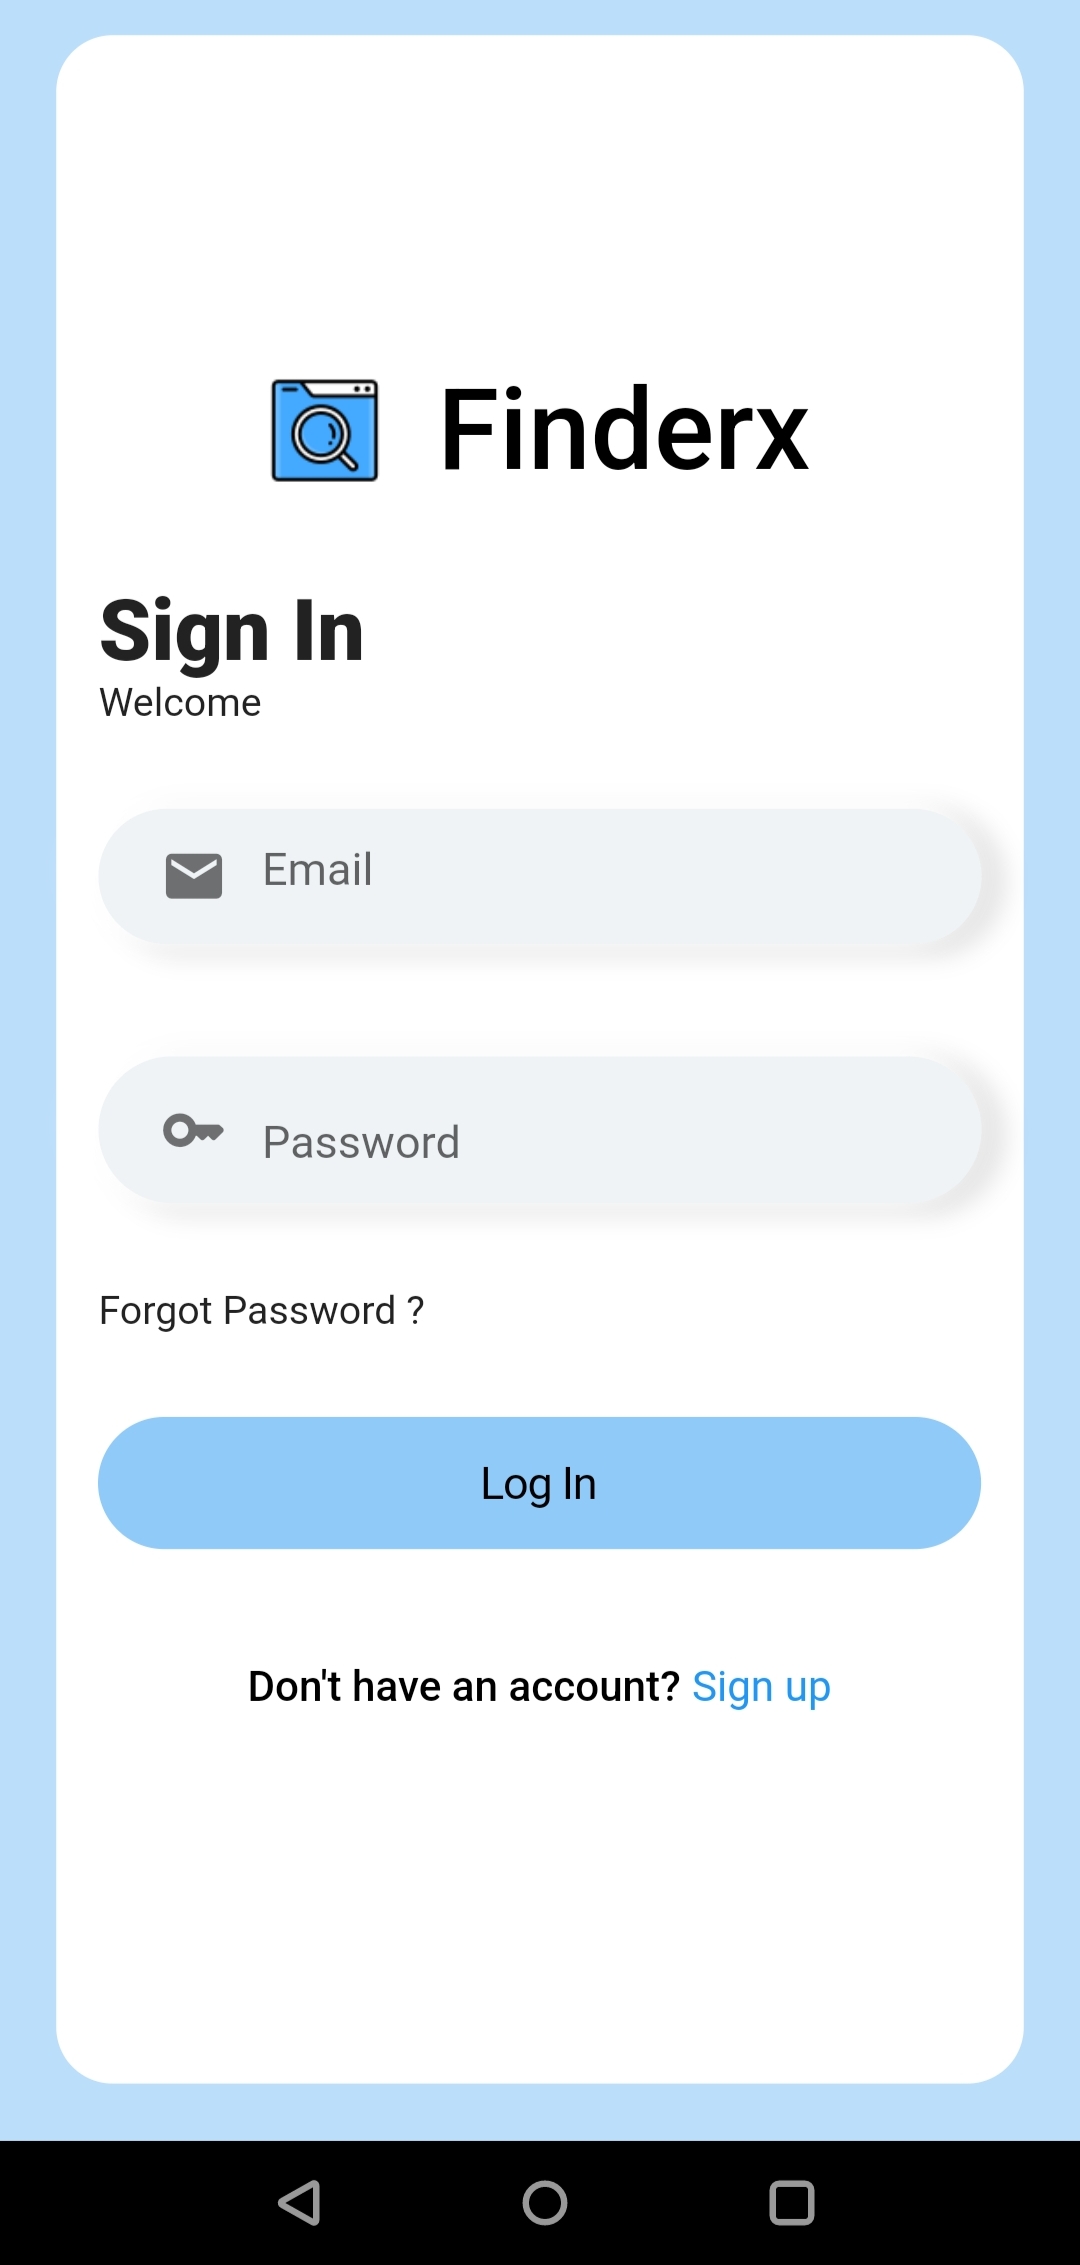 Finderx
Sign In
Welcome
Email
Password
Forgot Password ?
Log In
Don't have an account? Sign up